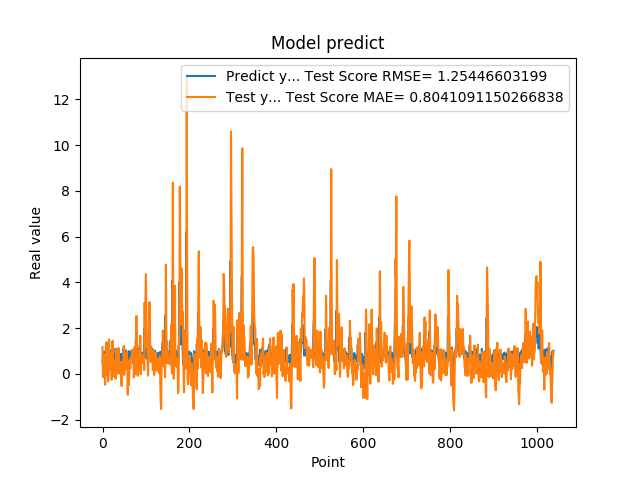 Model predict
Predict y... Test Score RMSE= 1.25446603199
Test y... Test Score MAE= 0.8041091150266838
12
10
8
6
4
2
0
−2
Real value
0 200 400 600 800 1000
Point